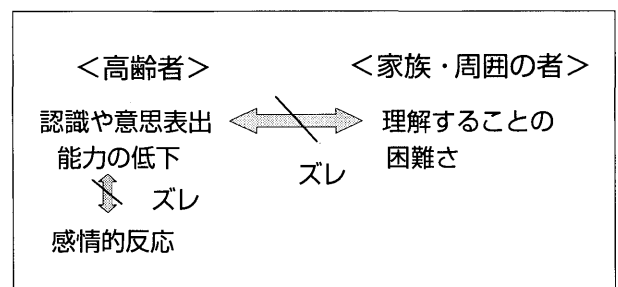 ＜高齢者＞
＜家族・周囲の者＞
認識や意思表出
能力の低下
理解することの
困難さ
ズレ
ズレ
感情的反応